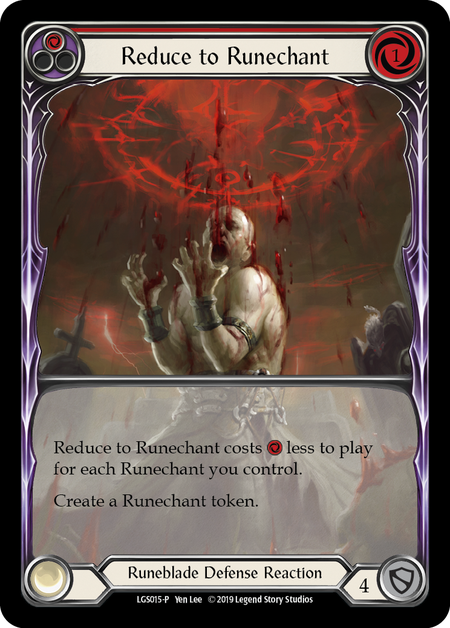 Reduce to Runechant
1
Reduce to Runechant costs less to play
for each Runechant you control.
Create a Runechant token.
Runeblade Defense Reaction
4
LGS015-P Yen Lee © 2019 Legend Story Studios